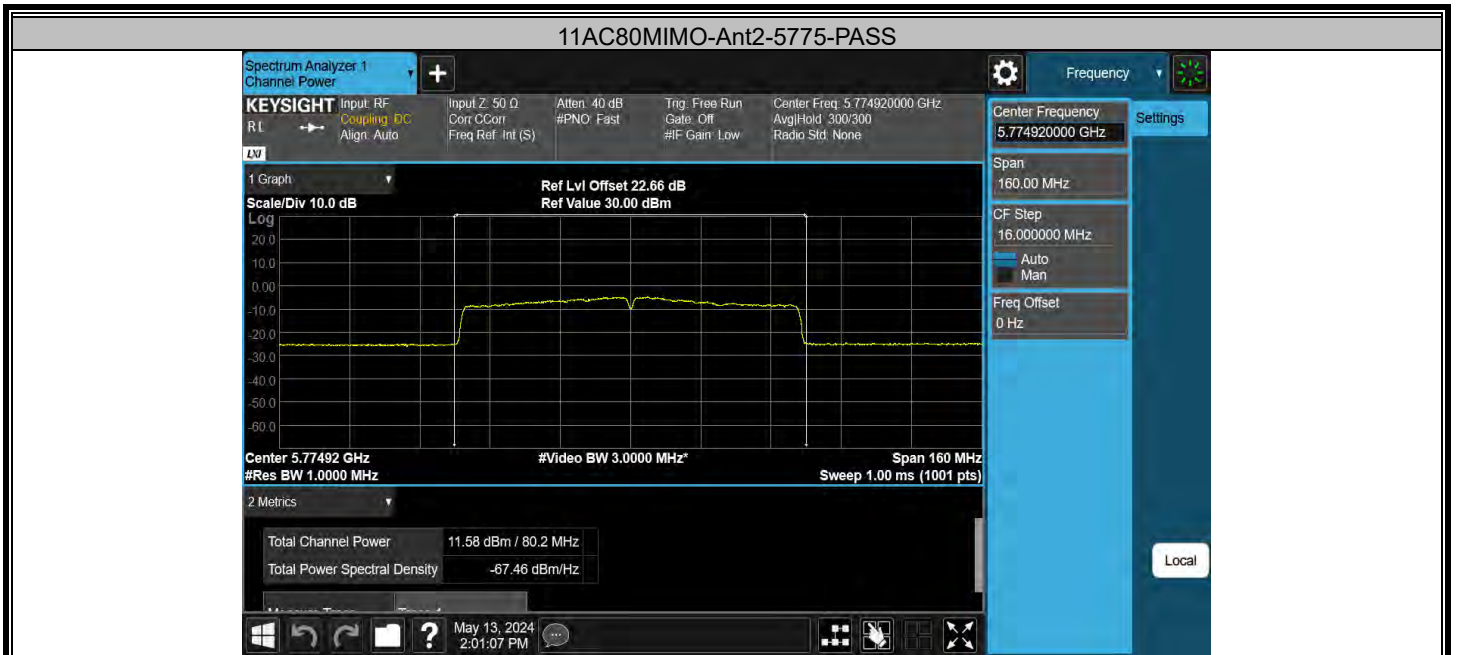 11AC80MIMO-Ant2-5775-PASS
Spectrum Analyzer 1
Channel Power
+
Frequency
KEYSIGHT
RL
LXI
Input: RF
Coupling: DC
Align: Auto
Input Z: 50 Ω
Corr CCorr
Freq Ref: Int (S)
Atten: 40 dB
#PNO: Fast
Trig: Free Run
Gate: Off
#IF Gain: Low
Center Freq: 5.774920000 GHz
Avg|Hold: 300/300
Radio Std: None
Center Frequency
5.774920000 GHz
Settings
Span
160.00 MHz
CF Step
16.000000 MHz
Auto
Man
Freq Offset
0 Hz
1 Graph
Scale/Div 10.0 dB
Ref Lvl Offset 22.66 dB
Ref Value 30.00 dBm
Log
20.0
10.0
0.00
-10.0
-20.0
-30.0
-40.0
-50.0
-60.0
Center 5.77492 GHz
#Video BW 3.0000 MHz*
Span 160 MHz
#Res BW 1.0000 MHz
Sweep 1.00 ms (1001 pts)
2 Metrics
Total Channel Power 11.58 dBm / 80.2 MHz
Total Power Spectral Density -67.46 dBm/Hz
Local
?
May 13, 2024
2:01:07 PM